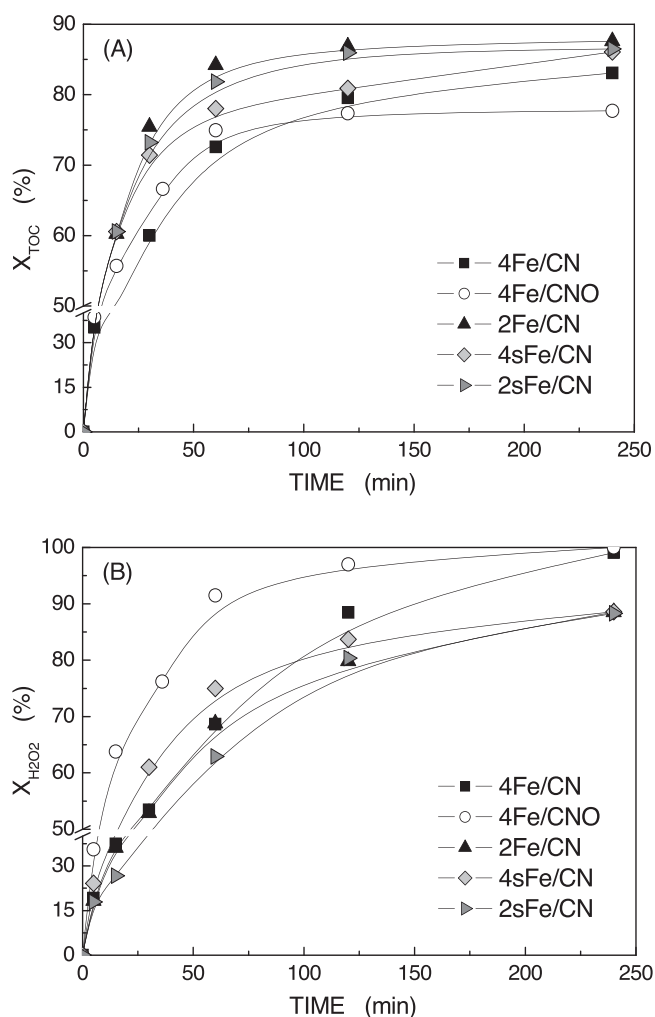 (A)
90
80
70
60
50
30
15
0
X_TOC (%)
4Fe/CN
4Fe/CNO
2Fe/CN
4sFe/CN
2sFe/CN
0 50 100 150 200 250
TIME (min)
(B)
100
90
80
70
60
50
30
15
0
X_H2O2 (%)
4Fe/CN
4Fe/CNO
2Fe/CN
4sFe/CN
2sFe/CN
0 50 100 150 200 250
TIME (min)